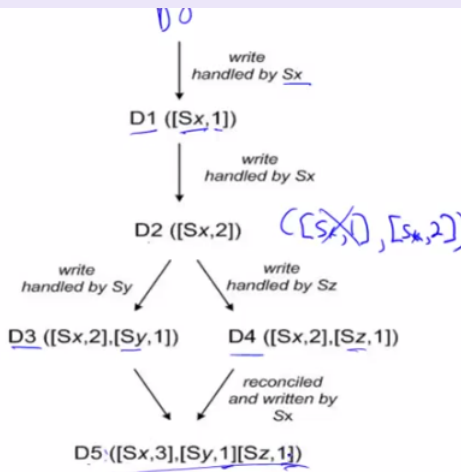 D0
write
handled by Sx
D1 ([Sx,1])
write
handled by Sx
D2 ([Sx,2]) ([Sx,1],[Sx,2])
write
handled by Sy
write
handled by Sz
D3 ([Sx,2],[Sy,1])
D4 ([Sx,2],[Sz,1])
reconciled
and written by
Sx
D5 ([Sx,3],[Sy,1][Sz,1])